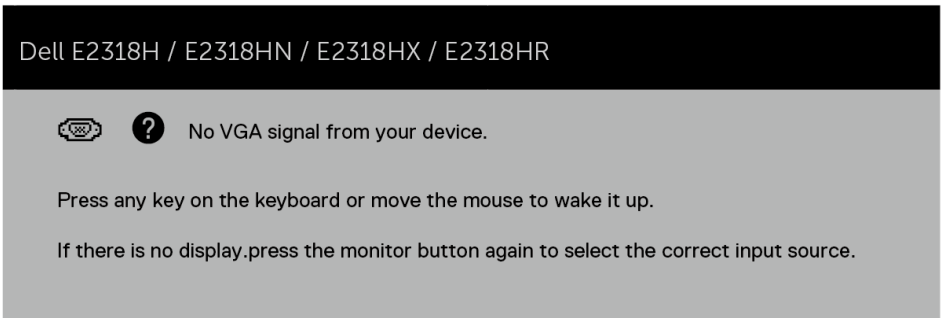 Dell E2318H / E2318HN / E2318HX / E2318HR
? No VGA signal from your device.
Press any key on the keyboard or move the mouse to wake it up.
If there is no display.press the monitor button again to select the correct input source.